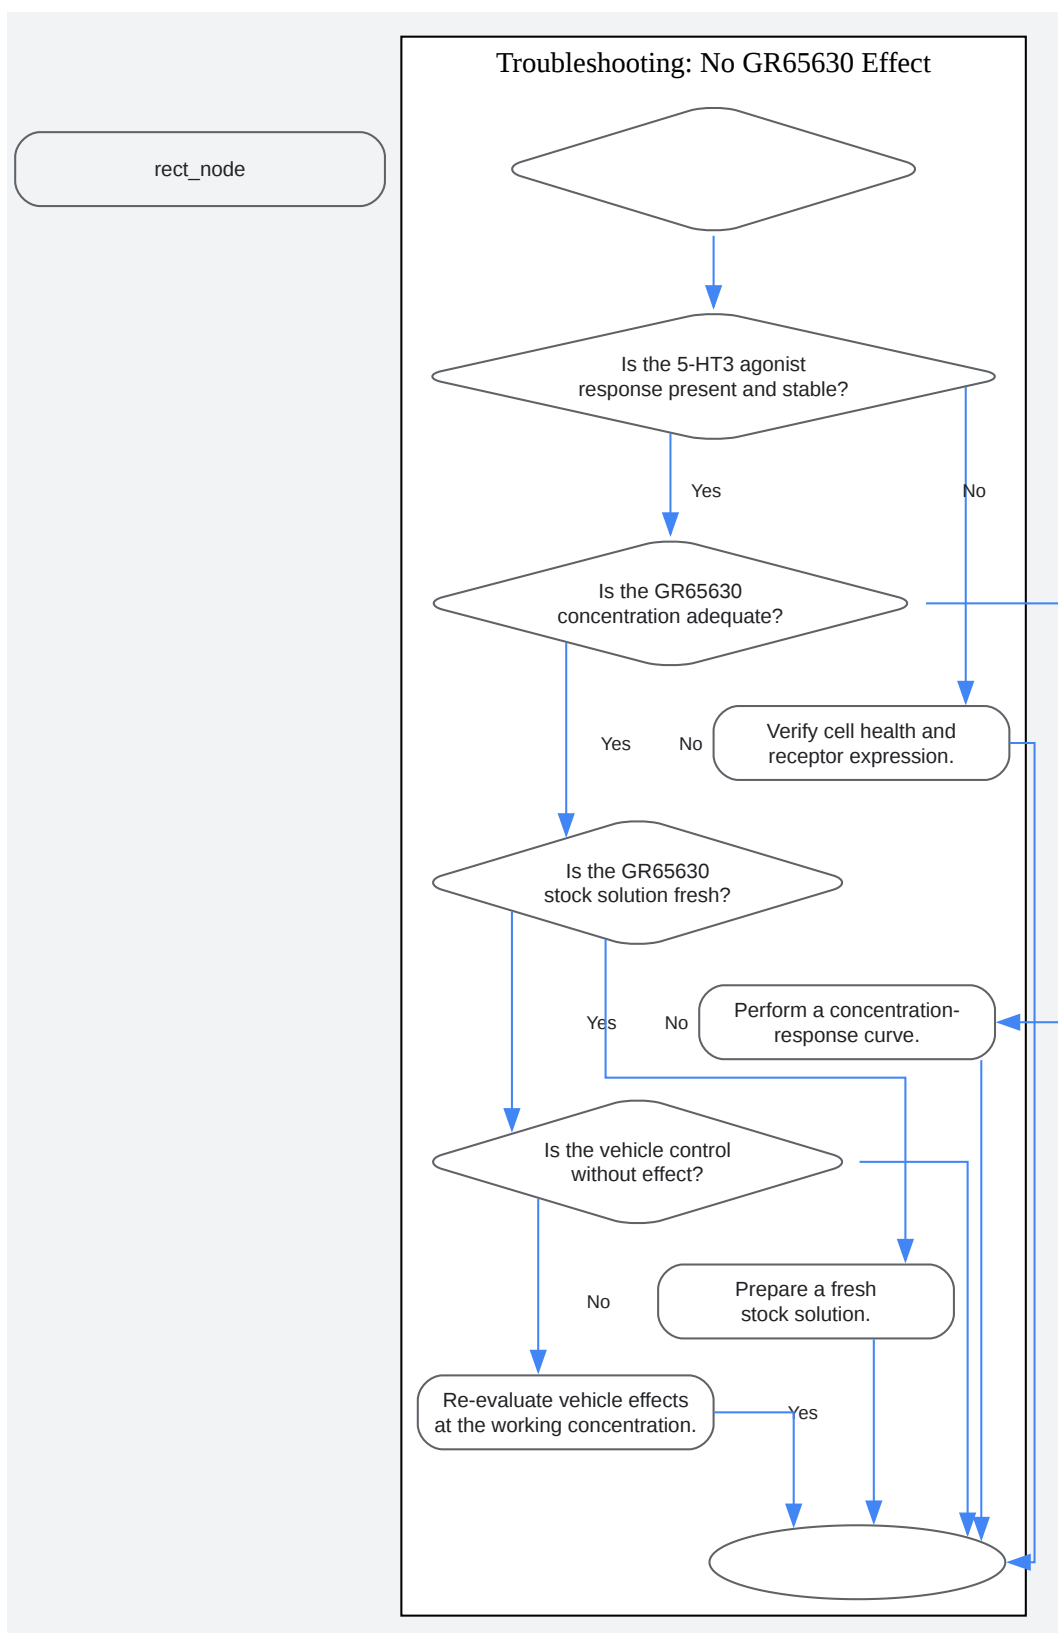 Troubleshooting: No GR65630 Effect
rect_node
Is the 5-HT3 agonist
response present and stable?
Yes
No
Is the GR65630
concentration adequate?
Yes
No
Verify cell health and
receptor expression.
Is the GR65630
stock solution fresh?
Yes
No
Perform a concentration-
response curve.
Is the vehicle control
without effect?
No
Prepare a fresh
stock solution.
Re-evaluate vehicle effects
at the working concentration.
Yes